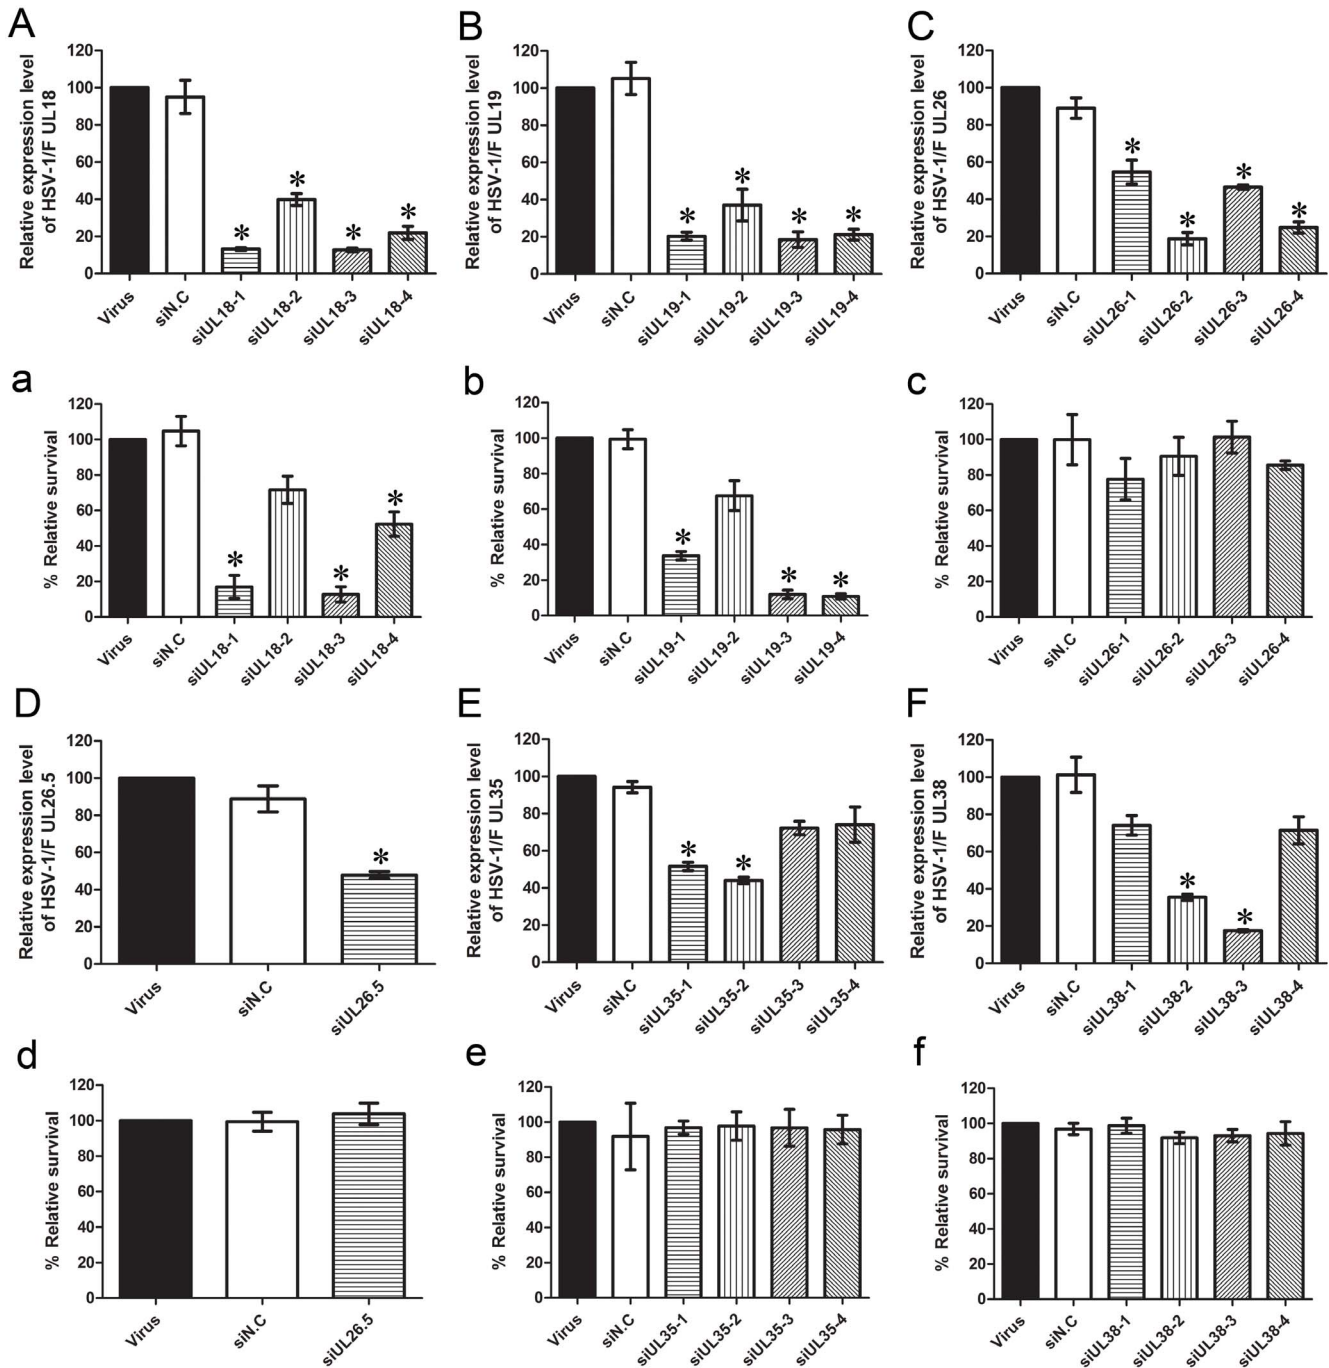 A
Relative expression level
of HSV-1/F UL18
120
100
80
60
40
20
0
*
*
*
*
Virus
siN.C
siUL18-1
siUL18-2
siUL18-3
siUL18-4
B
Relative expression level
of HSV-1/F UL19
120
100
80
60
40
20
0
*
*
*
*
Virus
siN.C
siUL19-1
siUL19-2
siUL19-3
siUL19-4
C
Relative expression level
of HSV-1/F UL26
120
100
80
60
40
20
0
*
*
*
*
Virus
siN.C
siUL26-1
siUL26-2
siUL26-3
siUL26-4
a
% Relative survival
120
100
80
60
40
20
0
*
*
*
Virus
siN.C
siUL18-1
siUL18-2
siUL18-3
siUL18-4
b
% Relative survival
120
100
80
60
40
20
0
*
*
*
Virus
siN.C
siUL19-1
siUL19-2
siUL19-3
siUL19-4
c
% Relative survival
120
100
80
60
40
20
0
Virus
siN.C
siUL26-1
siUL26-2
siUL26-3
siUL26-4
D
Relative expression level
of HSV-1/F UL26.5
120
100
80
60
40
20
0
*
Virus
siN.C
siUL26.5
E
Relative expression level
of HSV-1/F UL35
120
100
80
60
40
20
0
*
*
Virus
siN.C
siUL35-1
siUL35-2
siUL35-3
siUL35-4
F
Relative expression level
of HSV-1/F UL38
120
100
80
60
40
20
0
*
*
Virus
siN.C
siUL38-1
siUL38-2
siUL38-3
siUL38-4
d
% Relative survival
120
100
80
60
40
20
0
Virus
siN.C
siUL26.5
e
% Relative survival
120
100
80
60
40
20
0
Virus
siN.C
siUL35-1
siUL35-2
siUL35-3
siUL35-4
f
% Relative survival
120
100
80
60
40
20
0
Virus
siN.C
siUL38-1
siUL38-2
siUL38-3
siUL38-4